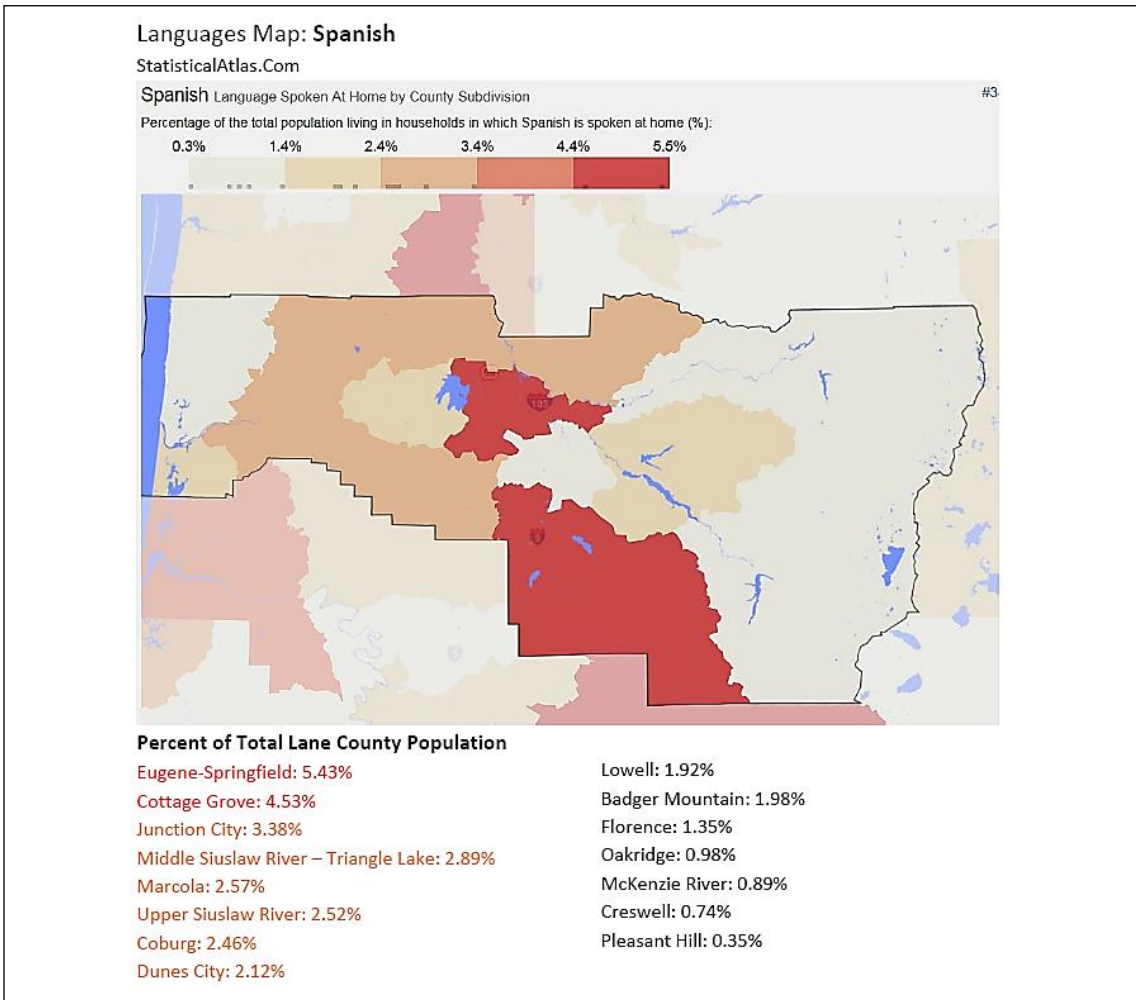 Languages Map: Spanish
StatisticalAtlas.Com
Spanish Language Spoken At Home by County Subdivision
#3
Percentage of the total population living in households in which Spanish is spoken at home (%):
0.3% 1.4% 2.4% 3.4% 4.4% 5.5%
105
5
5
Percent of Total Lane County Population
Eugene-Springfield: 5.43%
Cottage Grove: 4.53%
Junction City: 3.38%
Middle Siuslaw River – Triangle Lake: 2.89%
Marcola: 2.57%
Upper Siuslaw River: 2.52%
Coburg: 2.46%
Dunes City: 2.12%
Lowell: 1.92%
Badger Mountain: 1.98%
Florence: 1.35%
Oakridge: 0.98%
McKenzie River: 0.89%
Creswell: 0.74%
Pleasant Hill: 0.35%